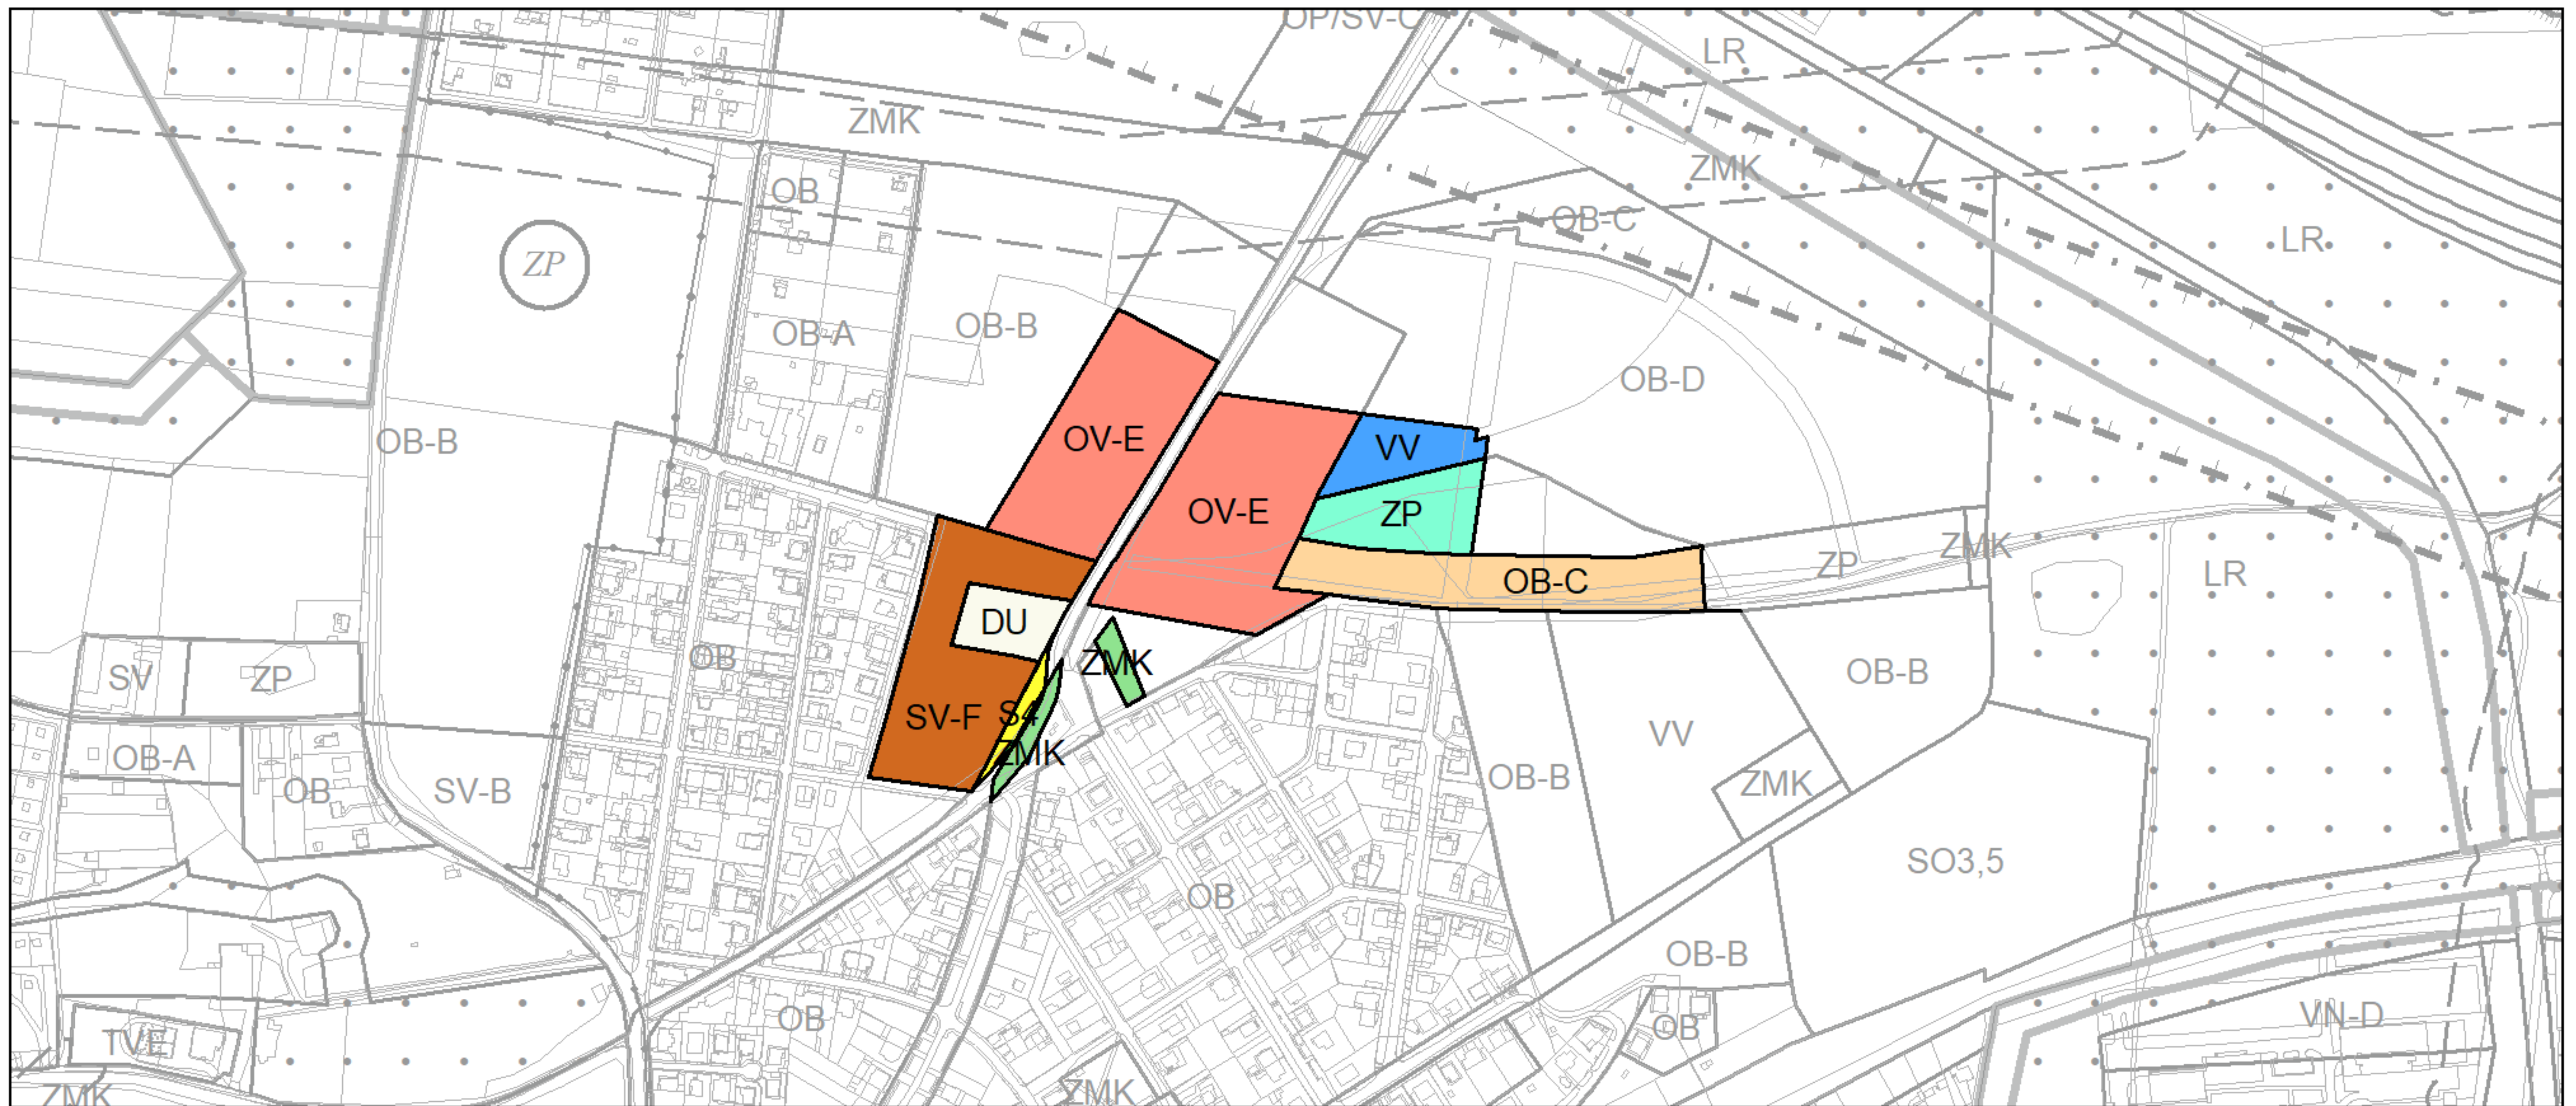 OP/SV-C
LR
ZMK
ZMK
OB
OB-C
LR
ZP
OB-B
OB-A
OB-D
OV-E
OB-B
VV
OV-E
ZP
ZMK
ZP
OB-C
LR
DU
OB
ZMK
OB-B
SV
ZP
S4
SV-F
VV
ZMK
OB-A
OB
SV-B
OB-B
ZMK
SO3,5
OB
OB-B
OB
OB
VN-D
TVE
ZMK
ZMK